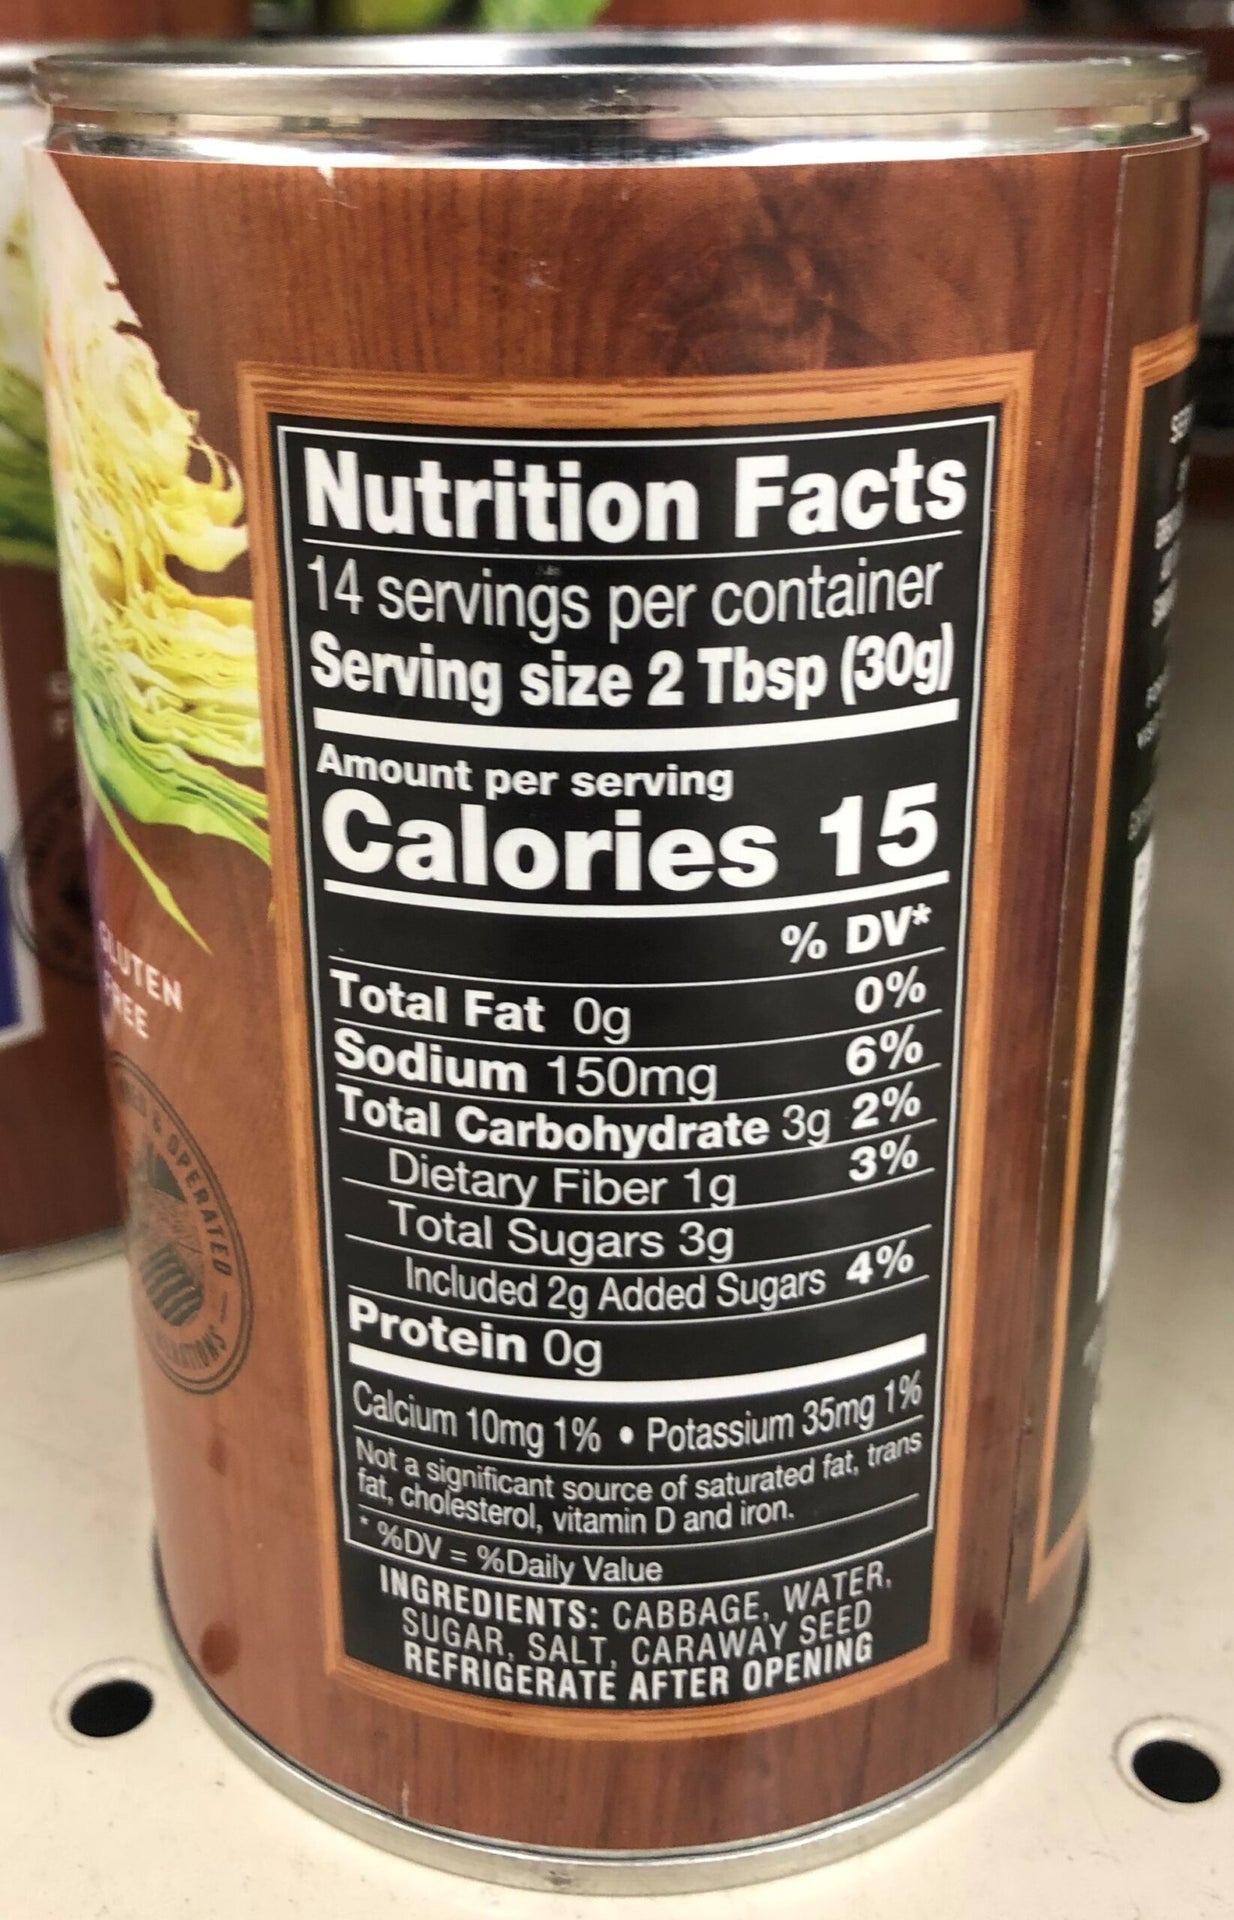 Nutrition Facts
14 servings per container
Serving size 2 Tbsp (30g)
Amount per serving
Calories 15
% DV*
Total Fat 0g 0%
Sodium 150mg 6%
Total Carbohydrate 3g 2%
Dietary Fiber 1g 3%
Total Sugars 3g
Included 2g Added Sugars 4%
Protein 0g
Calcium 10mg 1% • Potassium 35mg 1%
Not a significant source of saturated fat, trans
fat, cholesterol, vitamin D and iron.
* %DV = %Daily Value
INGREDIENTS: CABBAGE, WATER,
SUGAR, SALT, CARAWAY SEED
REFRIGERATE AFTER OPENING
GLUTEN
FREE
& OPERATED